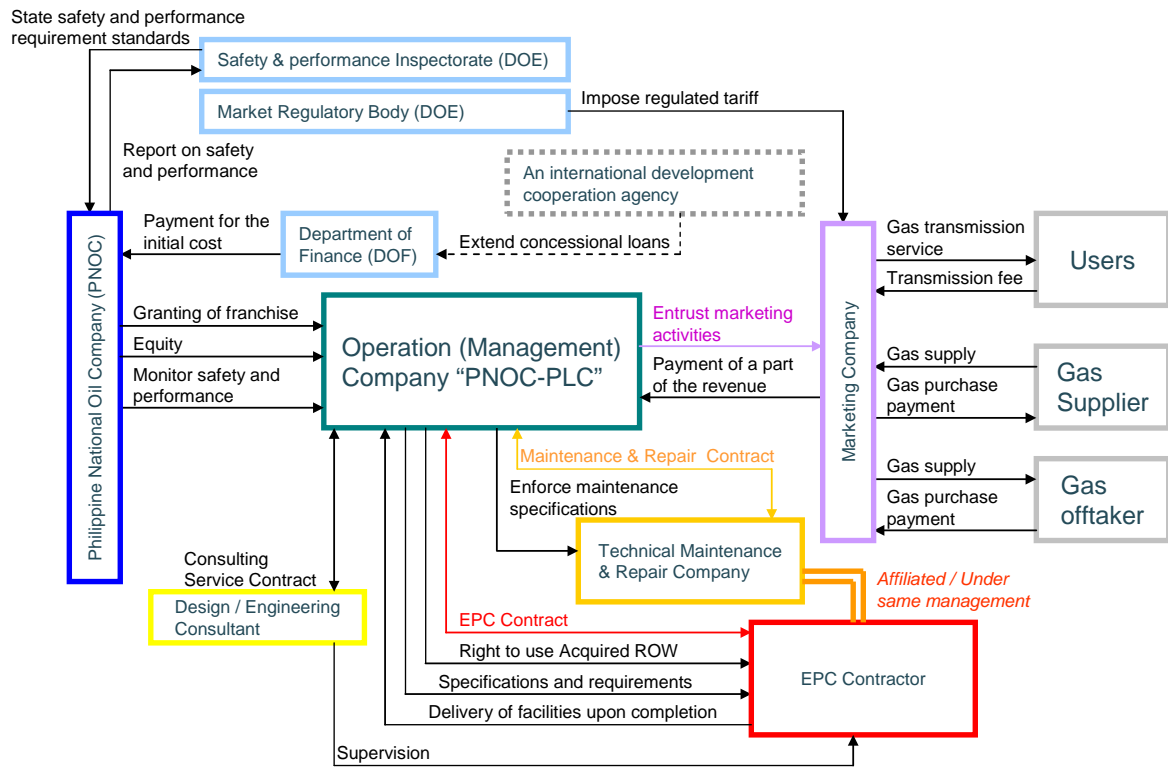 State safety and performance
requirement standards
Safety & performance Inspectorate (DOE)
Market Regulatory Body (DOE)
Impose regulated tariff
Report on safety
and performance
An international development
cooperation agency
Payment for the
initial cost
Department of
Finance (DOF)
Extend concessional loans
Gas transmission
service
Users
Transmission fee
Philippine National Oil Company (PNOC)
Granting of franchise
Equity
Monitor safety and
performance
Operation (Management)
Company “PNOC-PLC”
Entrust marketing
activities
Payment of a part
of the revenue
Marketing Company
Gas supply
Gas purchase
payment
Gas
Supplier
Gas supply
Gas purchase
payment
Gas
offtaker
Maintenance & Repair Contract
Enforce maintenance
specifications
Technical Maintenance
& Repair Company
Affiliated / Under
same management
Consulting
Service Contract
Design / Engineering
Consultant
EPC Contract
Right to use Acquired ROW
Specifications and requirements
Delivery of facilities upon completion
EPC Contractor
Supervision